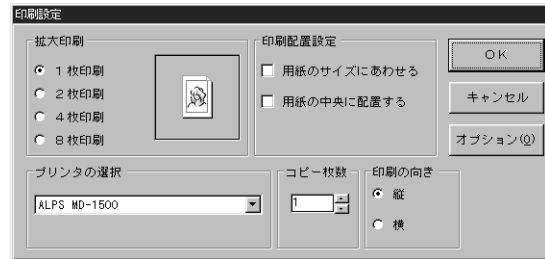 印刷設定
拡大印刷
1 枚印刷
2 枚印刷
4 枚印刷
8 枚印刷
印刷配置設定
用紙のサイズにあわせる
用紙の中央に配置する
OK
キャンセル
オプション(O)
プリンタの選択
ALPS MD-1500
コピー枚数
1
印刷の向き
縦
横